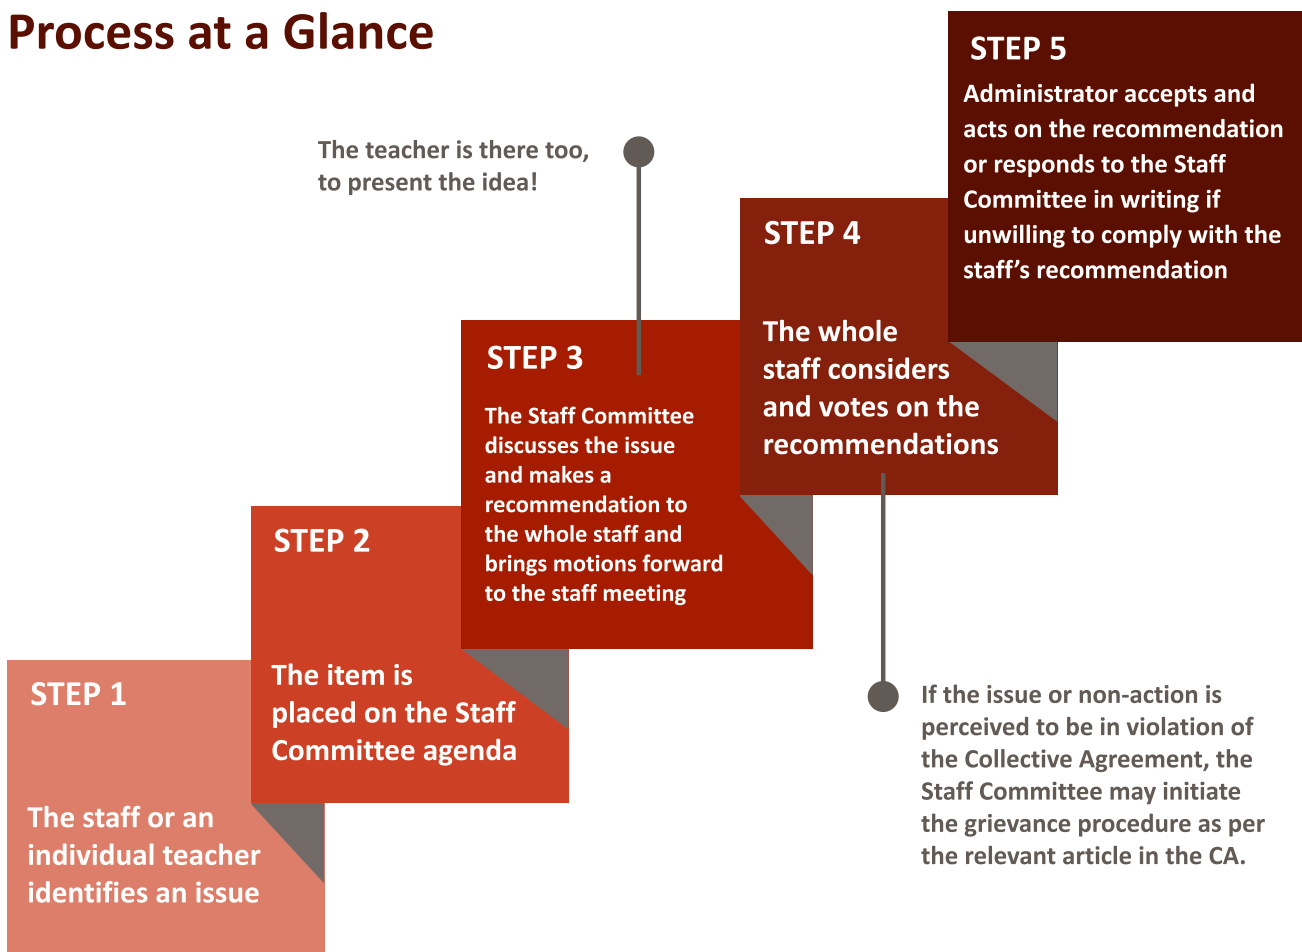 Process at a Glance
STEP 1
The staff or an
individual teacher
identifies an issue
STEP 2
The item is
placed on the Staff
Committee agenda
STEP 3
The Staff Committee
discusses the issue
and makes a
recommendation to
the whole staff and
brings motions forward
to the staff meeting
The teacher is there too,
to present the idea!
STEP 4
The whole
staff considers
and votes on the
recommendations
If the issue or non-action is
perceived to be in violation of
the Collective Agreement, the
Staff Committee may initiate
the grievance procedure as per
the relevant article in the CA.
STEP 5
Administrator accepts and
acts on the recommendation
or responds to the Staff
Committee in writing if
unwilling to comply with the
staff’s recommendation